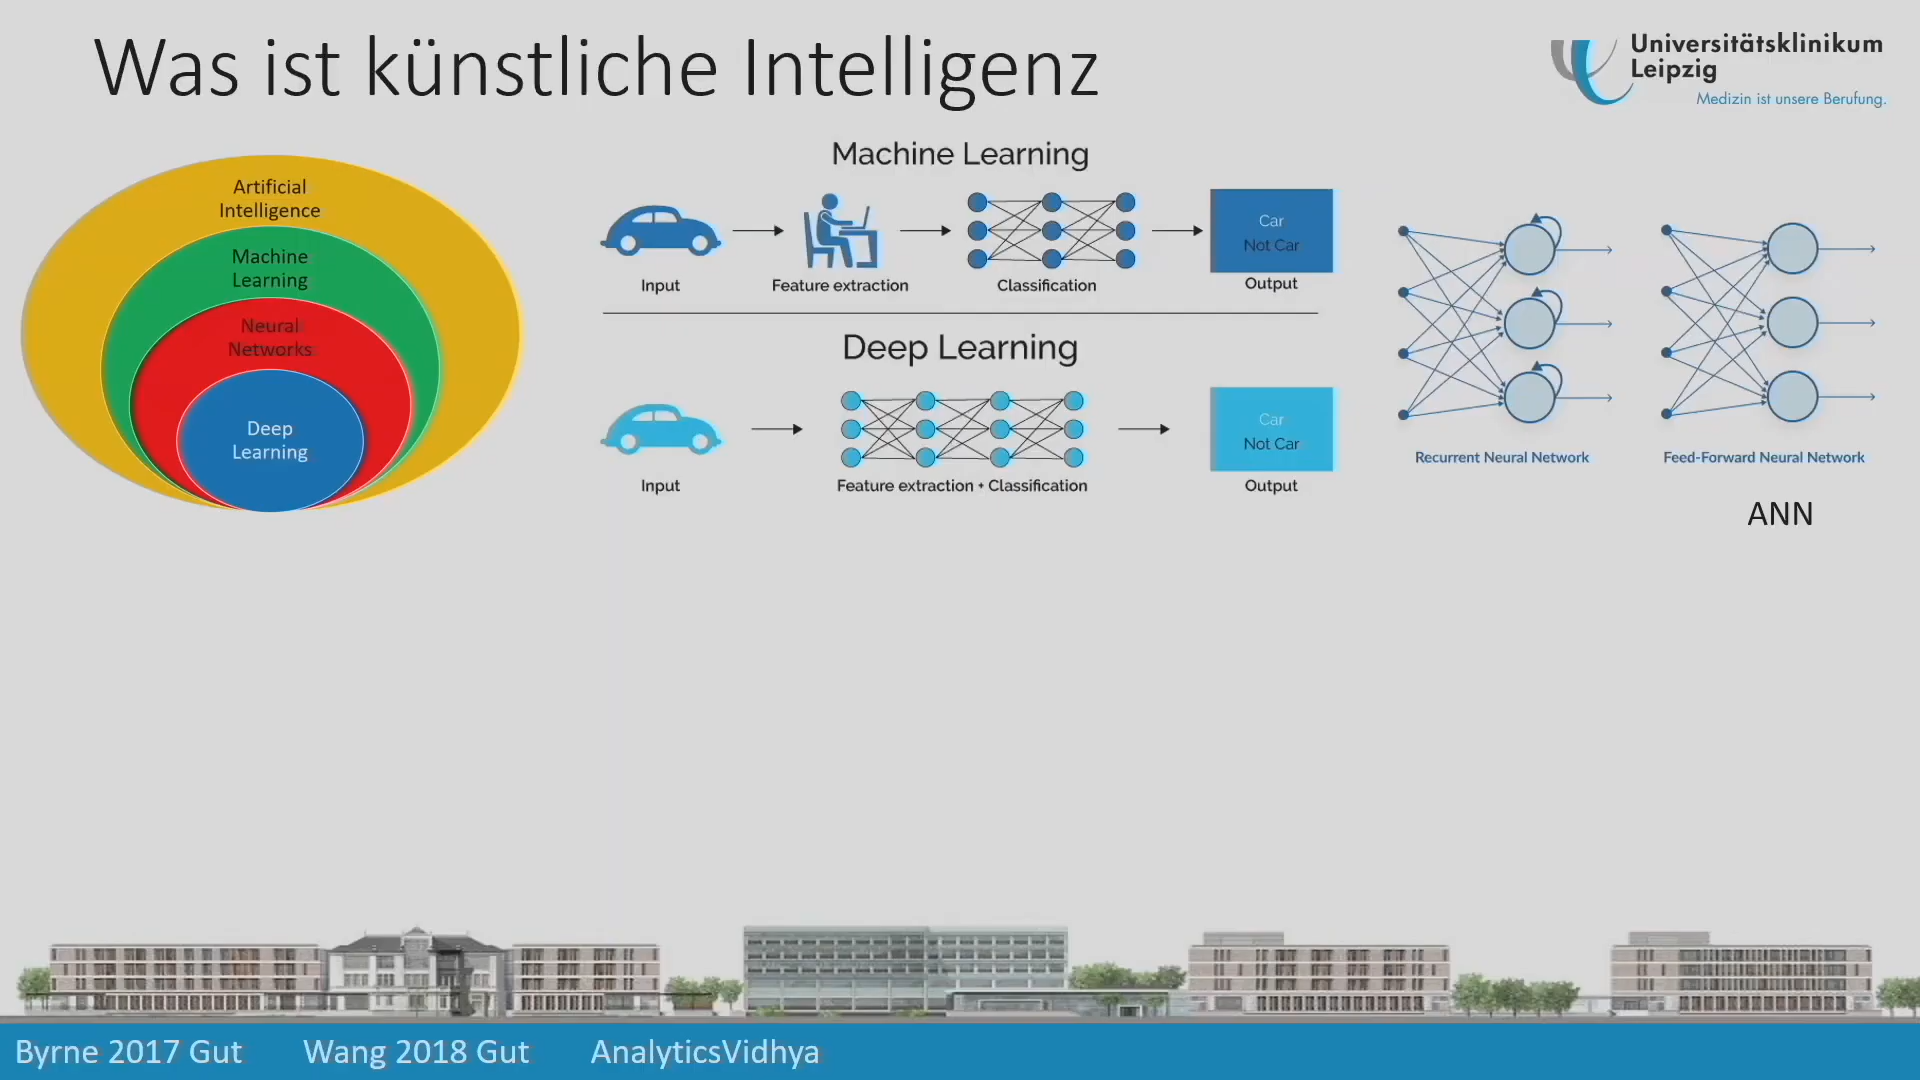 Was ist künstliche Intelligenz
Universitätsklinikum
Leipzig
Medizin ist unsere Berufung.
Artificial
Intelligence
Machine
Learning
Neural
Networks
Deep
Learning
Machine Learning
Input
Feature extraction
Classification
Car
Not Car
Output
Deep Learning
Input
Feature extraction + Classification
Car
Not Car
Output
Recurrent Neural Network
Feed-Forward Neural Network
ANN
Byrne 2017 Gut
Wang 2018 Gut
AnalyticsVidhya